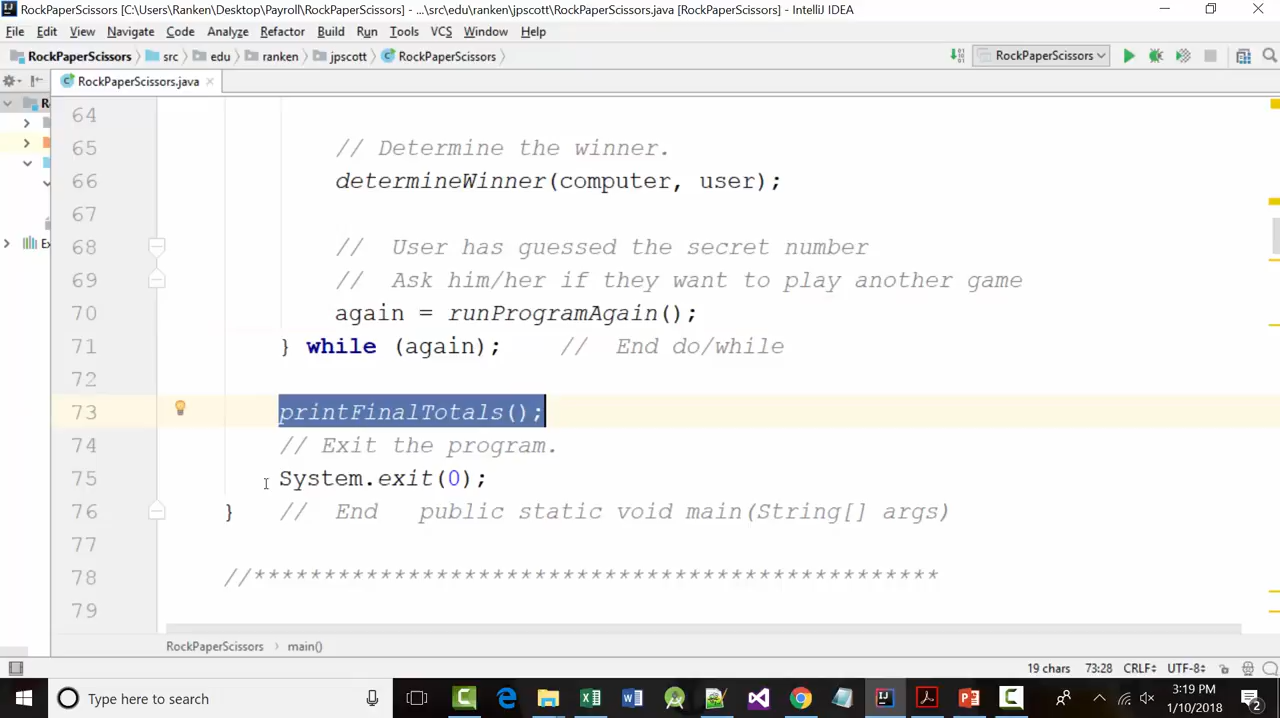 RockPaperScissors [C:\Users\Ranken\Desktop\Payroll\RockPaperScissors] - ...\src\edu\ranken\jpscott\RockPaperScissors.java [RockPaperScissors] - IntelliJ IDEA
File Edit View Navigate Code Analyze Refactor Build Run Tools VCS Window Help
RockPaperScissors src edu ranken jpscott RockPaperScissors RockPaperScissors
RockPaperScissors.java
64
65 // Determine the winner.
66 determineWinner(computer, user);
67
68 // User has guessed the secret number
69 // Ask him/her if they want to play another game
70 again = runProgramAgain();
71 } while (again); // End do/while
72
73 printFinalTotals();
74 // Exit the program.
75 System.exit(0);
76 } // End public static void main(String[] args)
77
78 //*************************************************
79
RockPaperScissors main()
19 chars 73:28 CRLF UTF-8
Type here to search
3:19 PM
1/10/2018
2